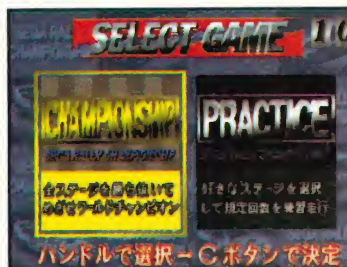 SELECT GAME 10
CHAMPIONSHIP
PRACTICE
全ステージを勝ち抜いて
めざせワールドチャンピオン
好きなステージを選択
して規定回数を練習走行
ハンドルで選択－Cボタンで決定